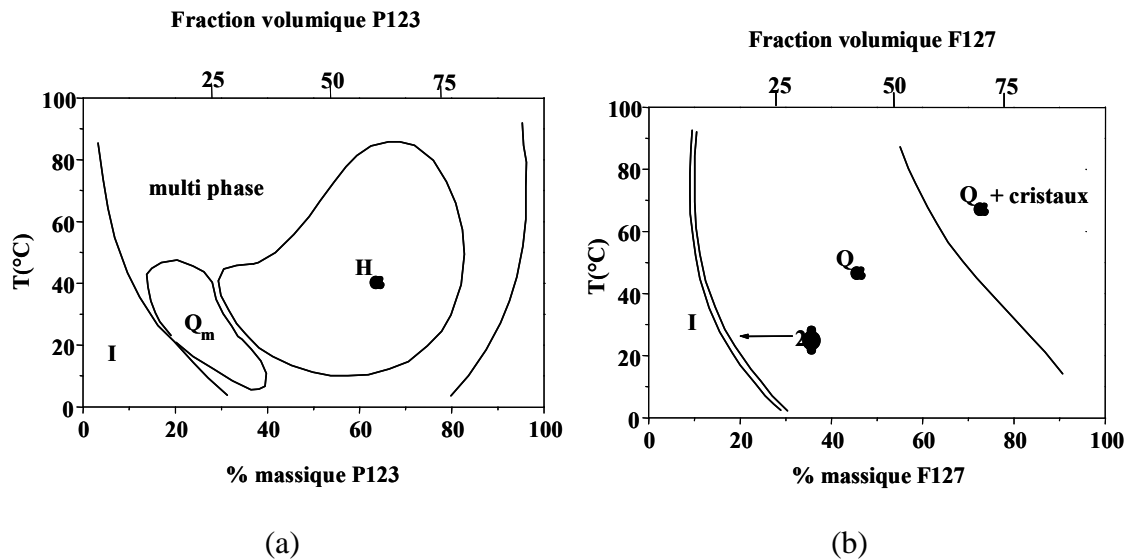 Fraction volumique P123
25 50 75
100
80
60
40
20
0
T(°C)
multi phase
H
Qm
I
0 20 40 60 80 100
% massique P123
(a)
Fraction volumique F127
25 50 75
100
80
60
40
20
0
T(°C)
Q + cristaux
Q
I
0 20 40 60 80 100
% massique F127
(b)